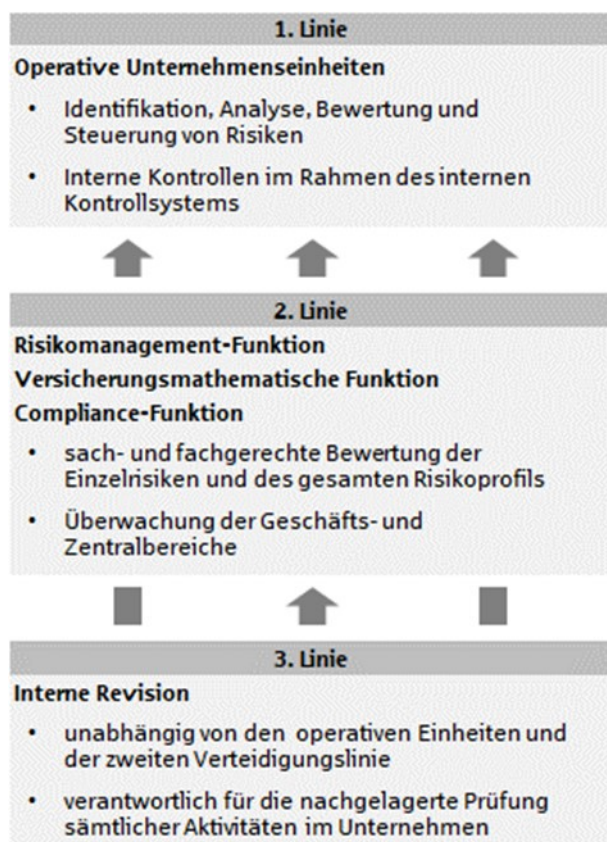 1. Linie
Operative Unternehmenseinheiten
• Identifikation, Analyse, Bewertung und
Steuerung von Risiken
• Interne Kontrollen im Rahmen des internen
Kontrollsystems
2. Linie
Risikomanagement-Funktion
Versicherungsmathematische Funktion
Compliance-Funktion
• sach- und fachgerechte Bewertung der
Einzelrisiken und des gesamten Risikoprofils
• Überwachung der Geschäfts- und
Zentralbereiche
3. Linie
Interne Revision
• unabhängig von den operativen Einheiten und
der zweiten Verteidigungslinie
• verantwortlich für die nachgelagerte Prüfung
sämtlicher Aktivitäten im Unternehmen